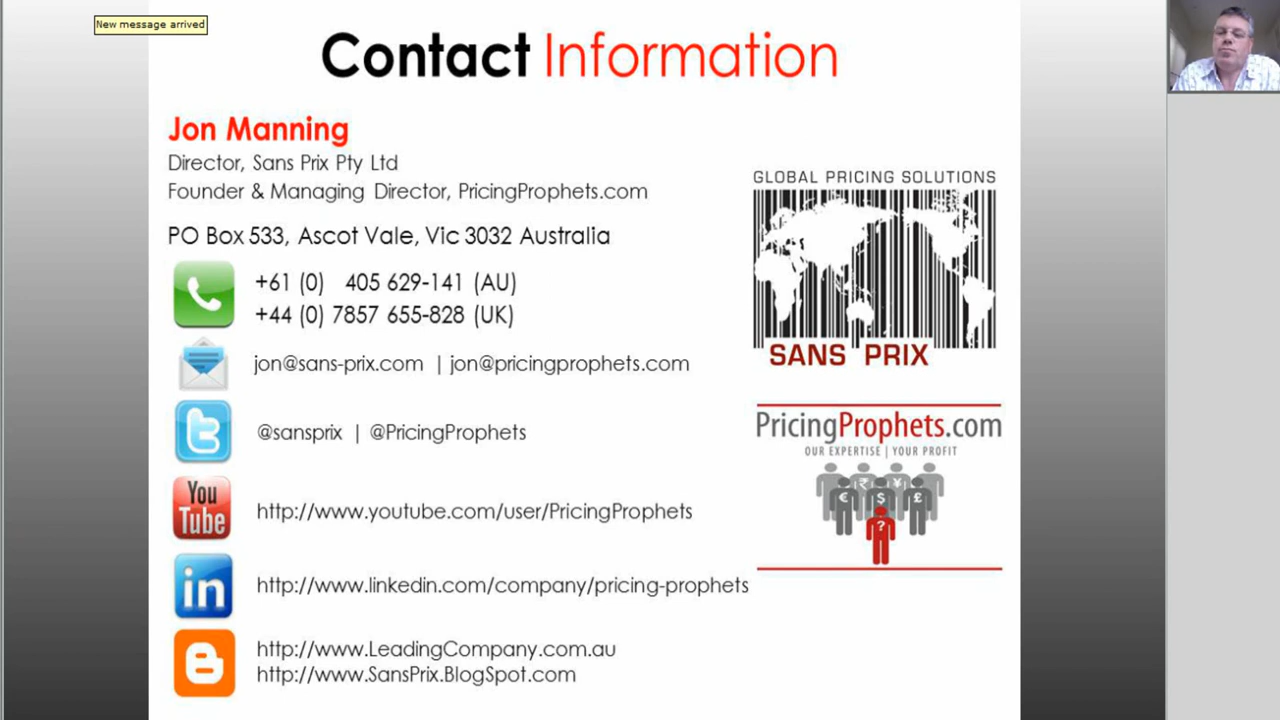 New message arrived
Contact Information
Jon Manning
Director, Sans Prix Pty Ltd
Founder & Managing Director, PricingProphets.com
PO Box 533, Ascot Vale, Vic 3032 Australia
+61 (0) 405 629-141 (AU)
+44 (0) 7857 655-828 (UK)
jon@sans-prix.com | jon@pricingprophets.com
@sansprix | @PricingProphets
You
Tube
http://www.youtube.com/user/PricingProphets
in
http://www.linkedin.com/company/pricing-prophets
http://www.LeadingCompany.com.au
http://www.SansPrix.BlogSpot.com
GLOBAL PRICING SOLUTIONS
SANS PRIX
PricingProphets.com
OUR EXPERTISE | YOUR PROFIT
₹ ¥
€ $ £
?